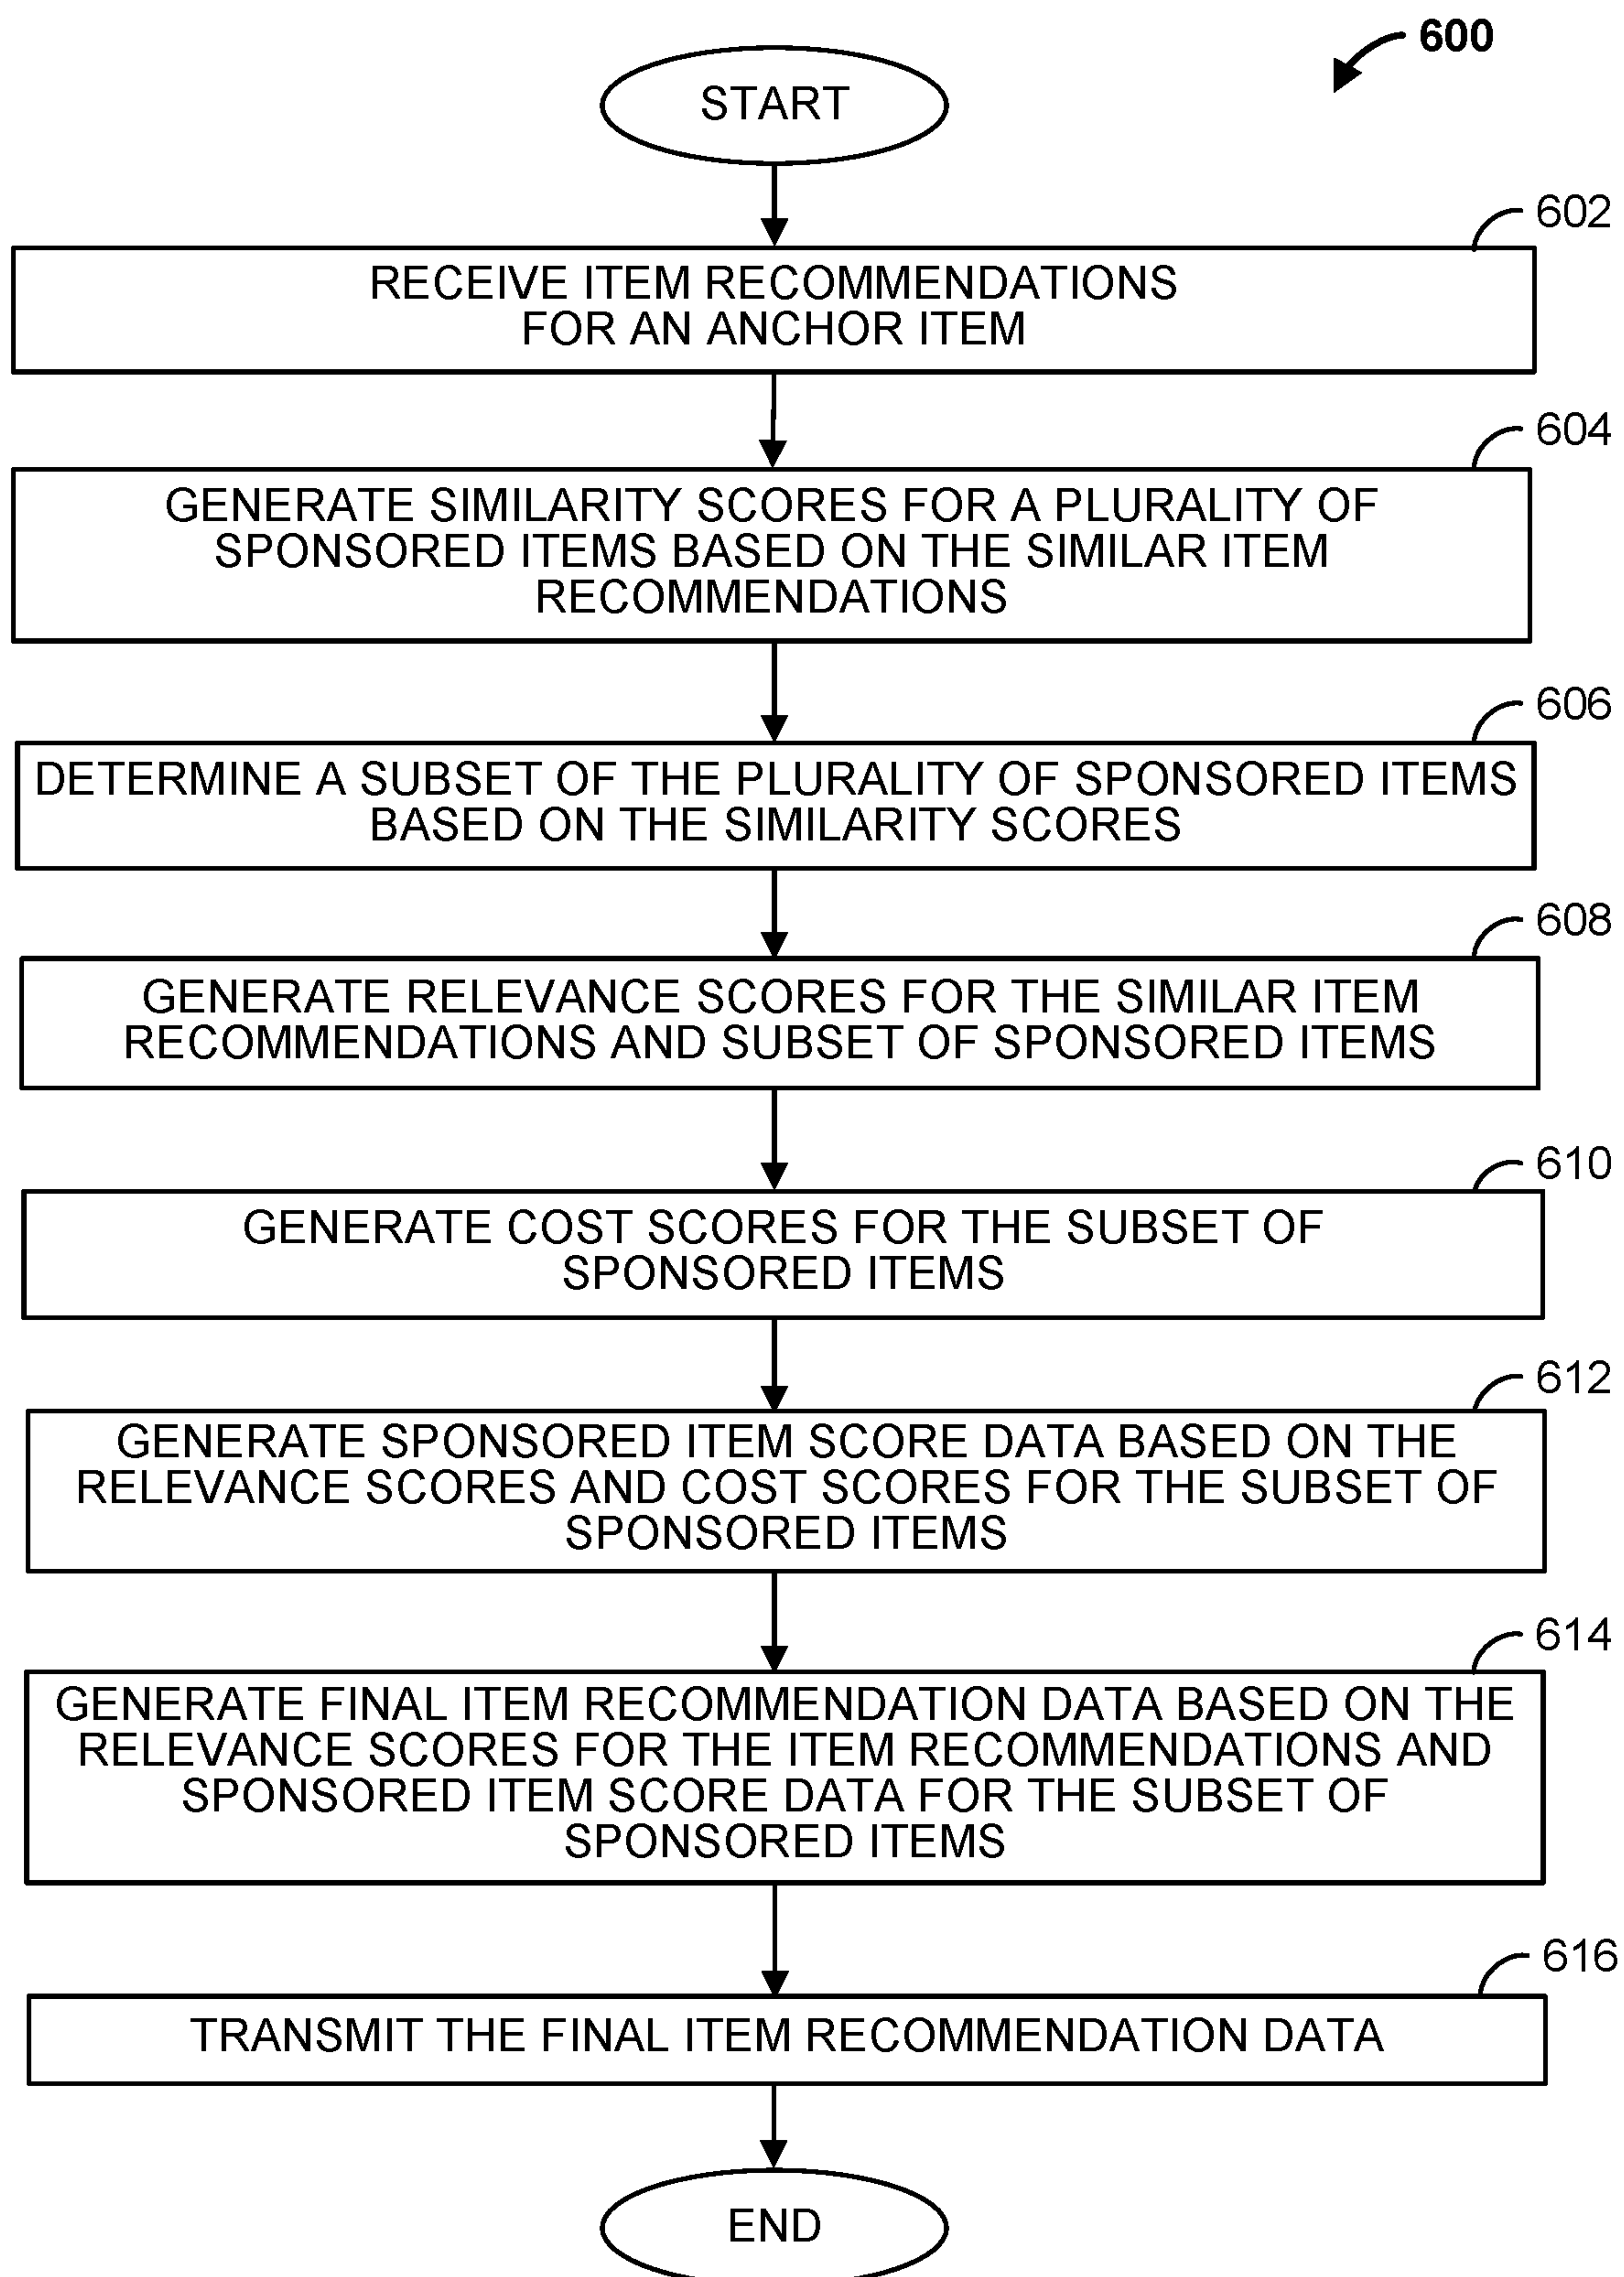 600
START
602
RECEIVE ITEM RECOMMENDATIONS
FOR AN ANCHOR ITEM
604
GENERATE SIMILARITY SCORES FOR A PLURALITY OF
SPONSORED ITEMS BASED ON THE SIMILAR ITEM
RECOMMENDATIONS
606
DETERMINE A SUBSET OF THE PLURALITY OF SPONSORED ITEMS
BASED ON THE SIMILARITY SCORES
608
GENERATE RELEVANCE SCORES FOR THE SIMILAR ITEM
RECOMMENDATIONS AND SUBSET OF SPONSORED ITEMS
610
GENERATE COST SCORES FOR THE SUBSET OF
SPONSORED ITEMS
612
GENERATE SPONSORED ITEM SCORE DATA BASED ON THE
RELEVANCE SCORES AND COST SCORES FOR THE SUBSET OF
SPONSORED ITEMS
614
GENERATE FINAL ITEM RECOMMENDATION DATA BASED ON THE
RELEVANCE SCORES FOR THE ITEM RECOMMENDATIONS AND
SPONSORED ITEM SCORE DATA FOR THE SUBSET OF
SPONSORED ITEMS
616
TRANSMIT THE FINAL ITEM RECOMMENDATION DATA
END